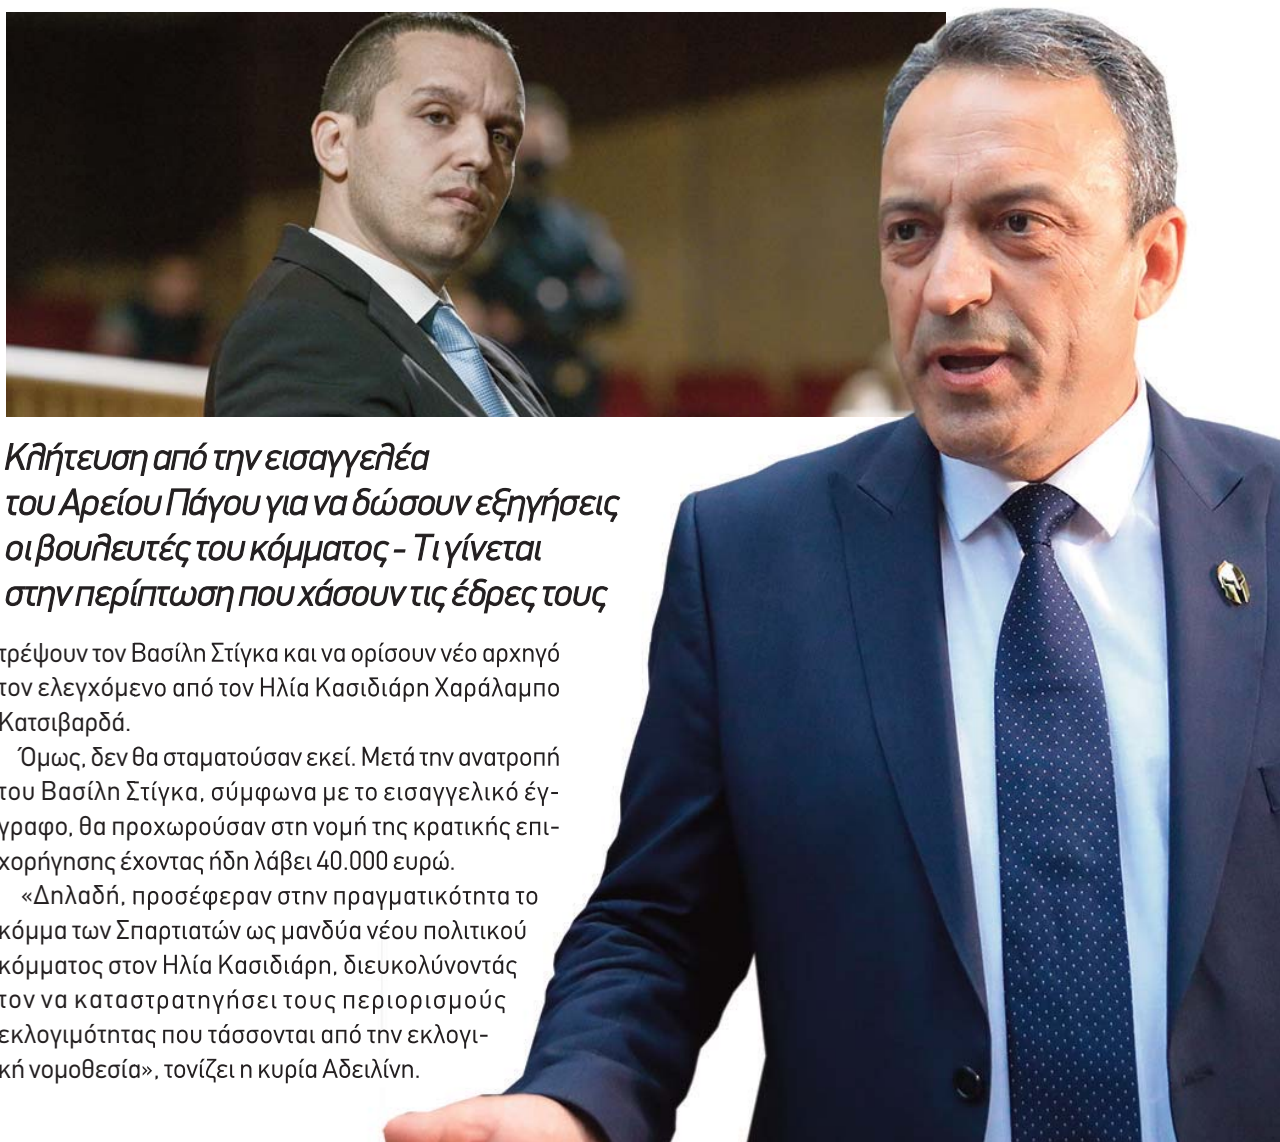 Κλήτευση από την εισαγγελέα
του Αρείου Πάγου για να δώσουν εξηγήσεις
οι βουλευτές του κόμματος - Τι γίνεται
στην περίπτωση που χάσουν τις έδρες τους
τρέψουν τον Βασίλη Στίγκα και να ορίσουν νέο αρχηγό
τον ελεγχόμενο από τον Ηλία Κασιδιάρη Χαράλαμπο
Κατσιβαρδά.
Όμως, δεν θα σταματούσαν εκεί. Μετά την ανατροπή
του Βασίλη Στίγκα, σύμφωνα με το εισαγγελικό έγ-
γραφο, θα προχωρούσαν στη νομή της κρατικής επι-
χορήγησης έχοντας ήδη λάβει 40.000 ευρώ.
«Δηλαδή, προσέφεραν στην πραγματικότητα το
κόμμα των Σπαρτιατών ως μανδύα νέου πολιτικού
κόμματος στον Ηλία Κασιδιάρη, διευκολύνοντάς
τον να καταστρατηγήσει τους περιορισμούς
εκλογιμότητας που τάσσονται από την εκλογι-
κή νομοθεσία», τονίζει η κυρία Αδειλίνη.